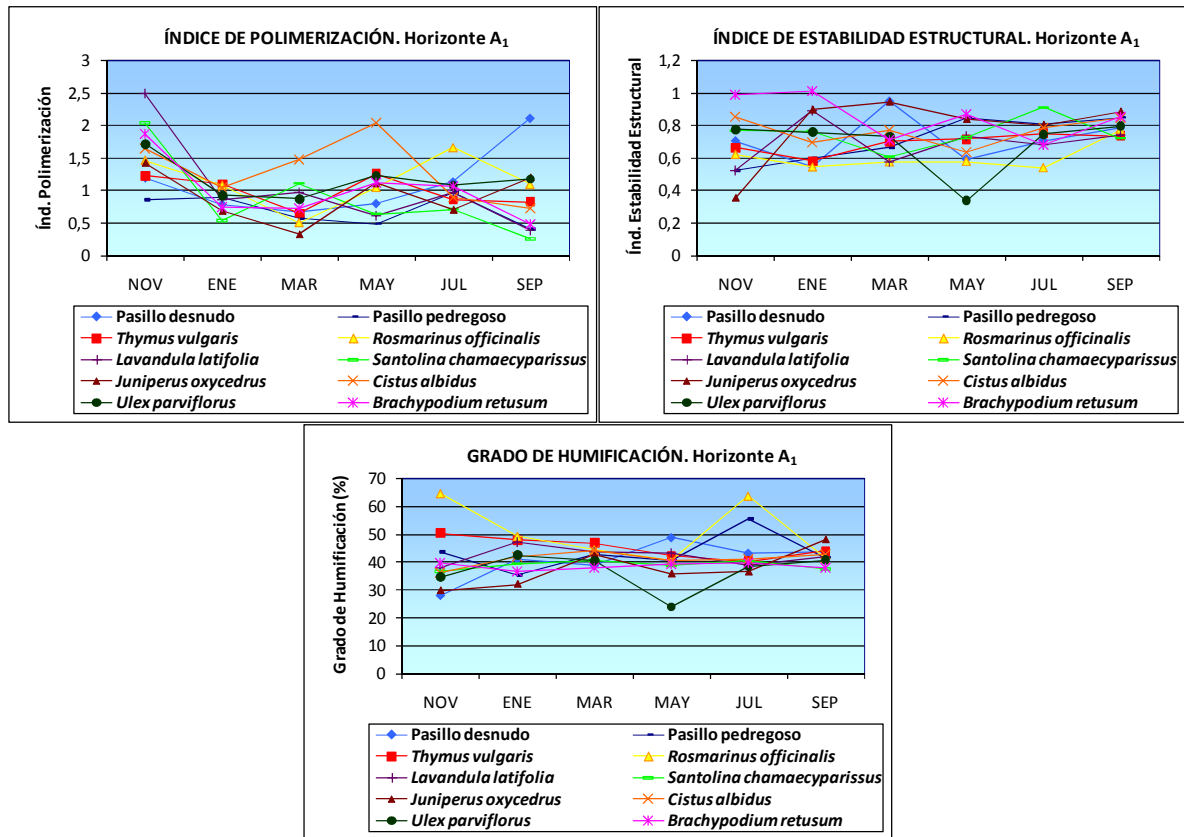 ÍNDICE DE POLIMERIZACIÓN. Horizonte A₁
Índ. Polimerización
3
2,5
2
1,5
1
0,5
0
NOV ENE MAR MAY JUL SEP
Pasillo desnudo Pasillo pedregoso
Thymus vulgaris Rosmarinus officinalis
Lavandula latifolia Santolina chamaecyparissus
Juniperus oxycedrus Cistus albidus
Ulex parviflorus Brachypodium retusum
ÍNDICE DE ESTABILIDAD ESTRUCTURAL. Horizonte A₁
Índ. Estabilidad Estructural
1,2
1
0,8
0,6
0,4
0,2
0
NOV ENE MAR MAY JUL SEP
Pasillo desnudo Pasillo pedregoso
Thymus vulgaris Rosmarinus officinalis
Lavandula latifolia Santolina chamaecyparissus
Juniperus oxycedrus Cistus albidus
Ulex parviflorus Brachypodium retusum
GRADO DE HUMIFICACIÓN. Horizonte A₁
Grado de Humificación (%)
70
60
50
40
30
20
10
0
NOV ENE MAR MAY JUL SEP
Pasillo desnudo Pasillo pedregoso
Thymus vulgaris Rosmarinus officinalis
Lavandula latifolia Santolina chamaecyparissus
Juniperus oxycedrus Cistus albidus
Ulex parviflorus Brachypodium retusum